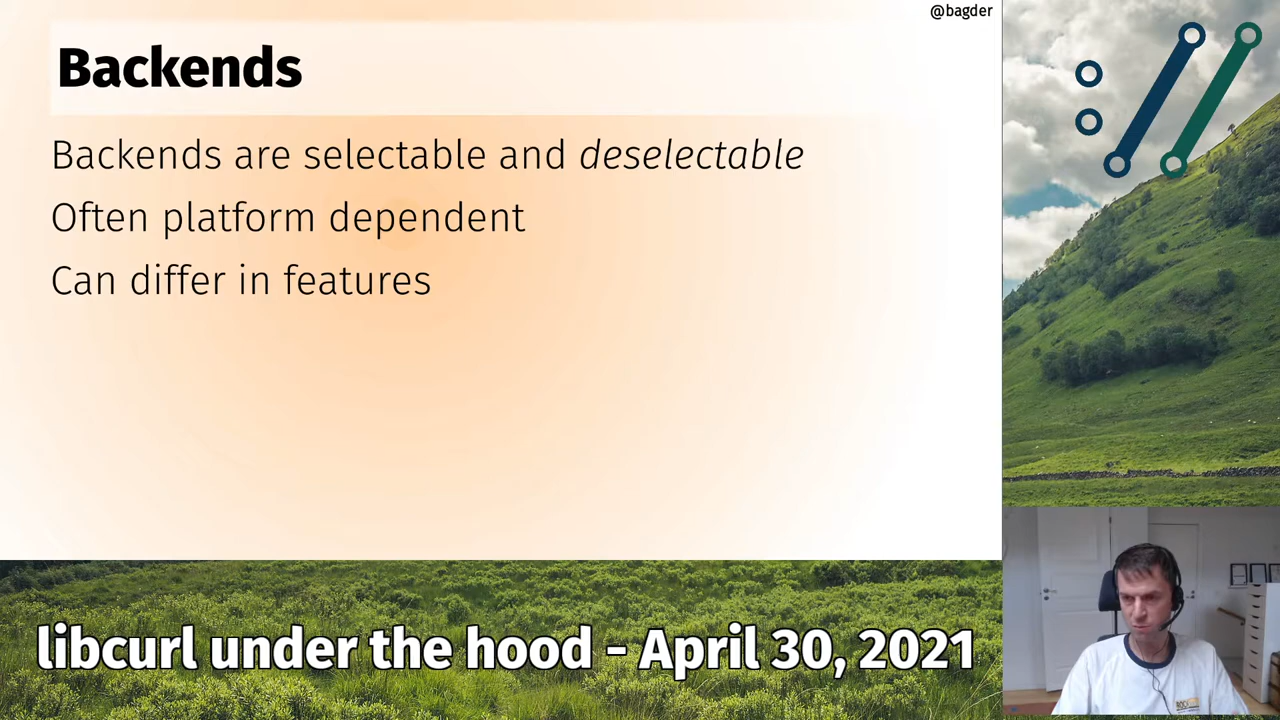 @bagder
Backends
Backends are selectable and deselectable
Often platform dependent
Can differ in features
libcurl under the hood - April 30, 2021